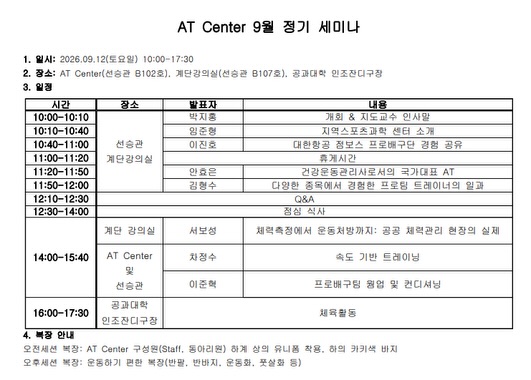 AT Center 9월 정기 세미나
1. 일시: 2026.09.12(토요일) 10:00-17:30
2. 장소: AT Center(선승관 B102호), 계단강의실(선승관 B107호), 공과대학 인조잔디구장
3. 일정
시간 장소 발표자 내용
10:00-10:10 박지홍 개회 & 지도교수 인사말
10:10-10:40 임준형 지역스포츠과학 센터 소개
선승관
10:40-11:00 이진호 대한항공 점보스 프로배구단 경험 공유
계단강의실
11:00-11:20 휴게시간
11:20-11:50 안효은 건강운동관리사로서의 국가대표 AT
11:50-12:00 김형수 다양한 종목에서 경험한 프로팀 트레이너의 일과
12:10-12:30 Q&A
12:30-14:00 점심 식사
계단 강의실 서보성 체력측정에서 운동처방까지: 공공 체력관리 현장의 실제
14:00-15:40
AT Center 차정수 속도 기반 트레이닝
및
선승관 이준혁 프로배구팀 웜업 및 컨디셔닝
16:00-17:30 공과대학
인조잔디구장 체육활동
4. 복장 안내
오전세션 복장: AT Center 구성원(Staff, 동아리원) 하계 상의 유니폼 착용, 하의 카키색 바지
오후세션 복장: 운동하기 편한 복장(반팔, 반바지, 운동화, 풋살화 등)